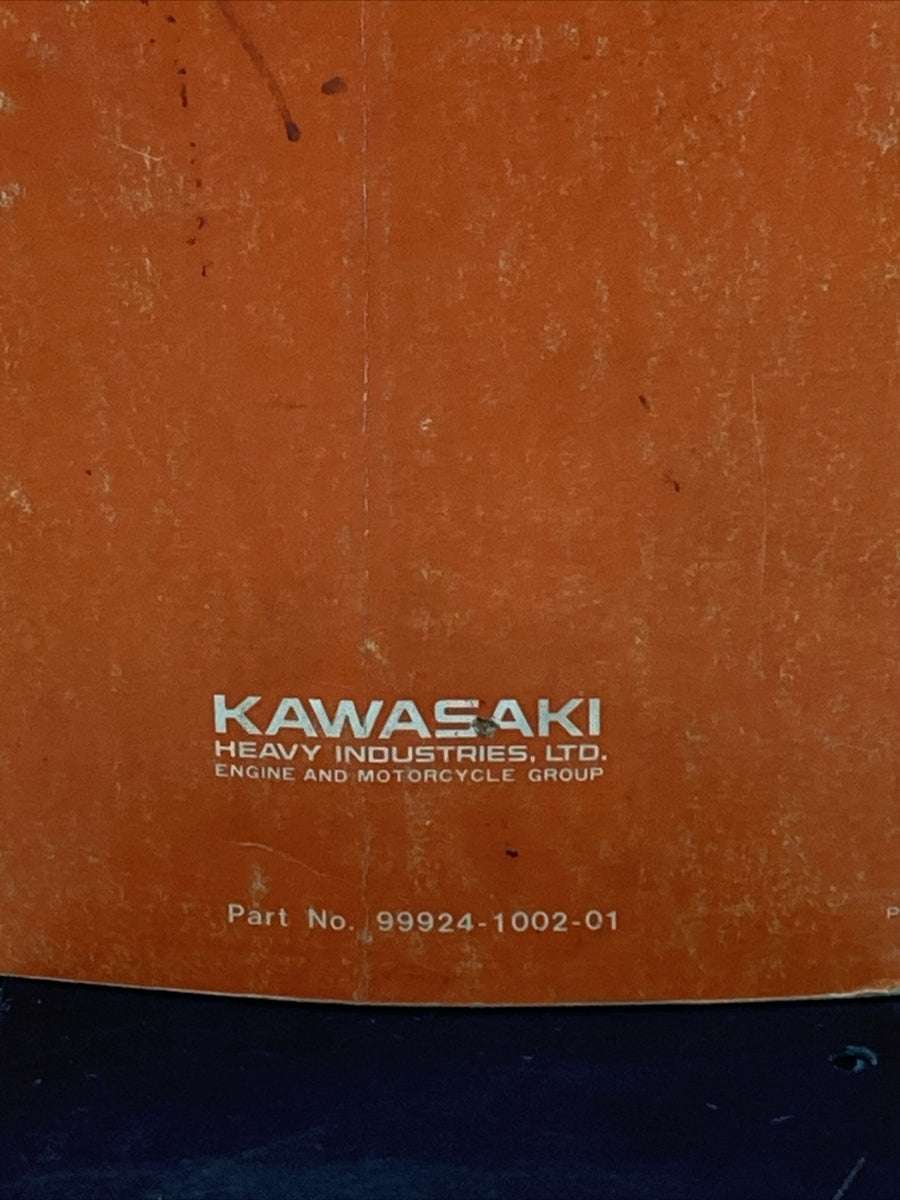 KAWASAKI
HEAVY INDUSTRIES, LTD.
ENGINE AND MOTORCYCLE GROUP
Part No. 99924-1002-01
P